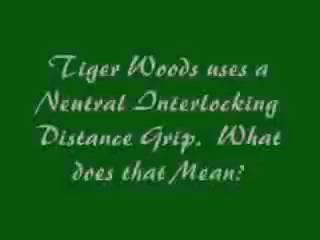 Tiger Woods uses a
Neutral Interlocking
Distance Grip. What
does that Mean?